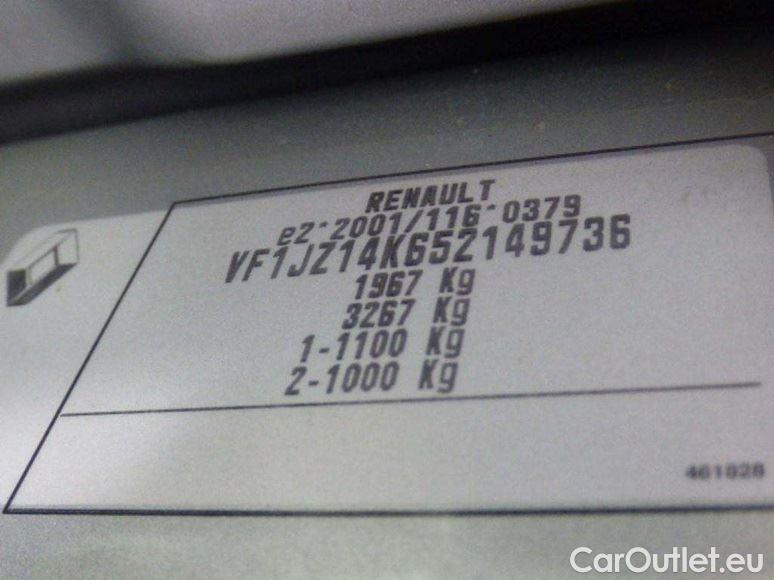 RENAULT
e2*2001/116*0379
VF1JZ14K652149736
1967 Kg
3267 Kg
1-1100 Kg
2-1000 Kg
461828
CarOutlet.eu